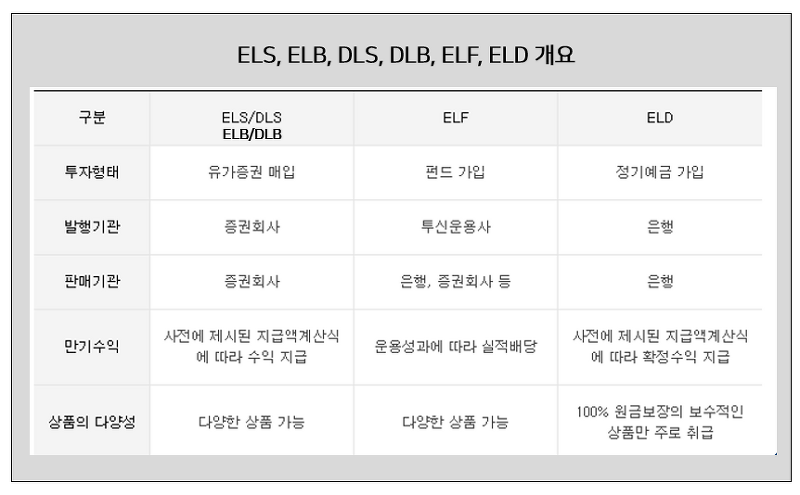 ELS, ELB, DLS, DLB, ELF, ELD 개요
구분 ELS/DLS ELF ELD
ELB/DLB
투자형태 유가증권 매입 펀드 가입 정기예금 가입
발행기관 증권회사 투신운용사 은행
판매기관 증권회사 은행, 증권회사 등 은행
만기수익 사전에 제시된 지급액계산식 운용성과에 따라 실적배당 사전에 제시된 지급액계산식
에 따라 수익 지급 에 따라 확정수익 지급
상품의 다양성 다양한 상품 가능 다양한 상품 가능 100% 원금보장의 보수적인
상품만 주로 취급